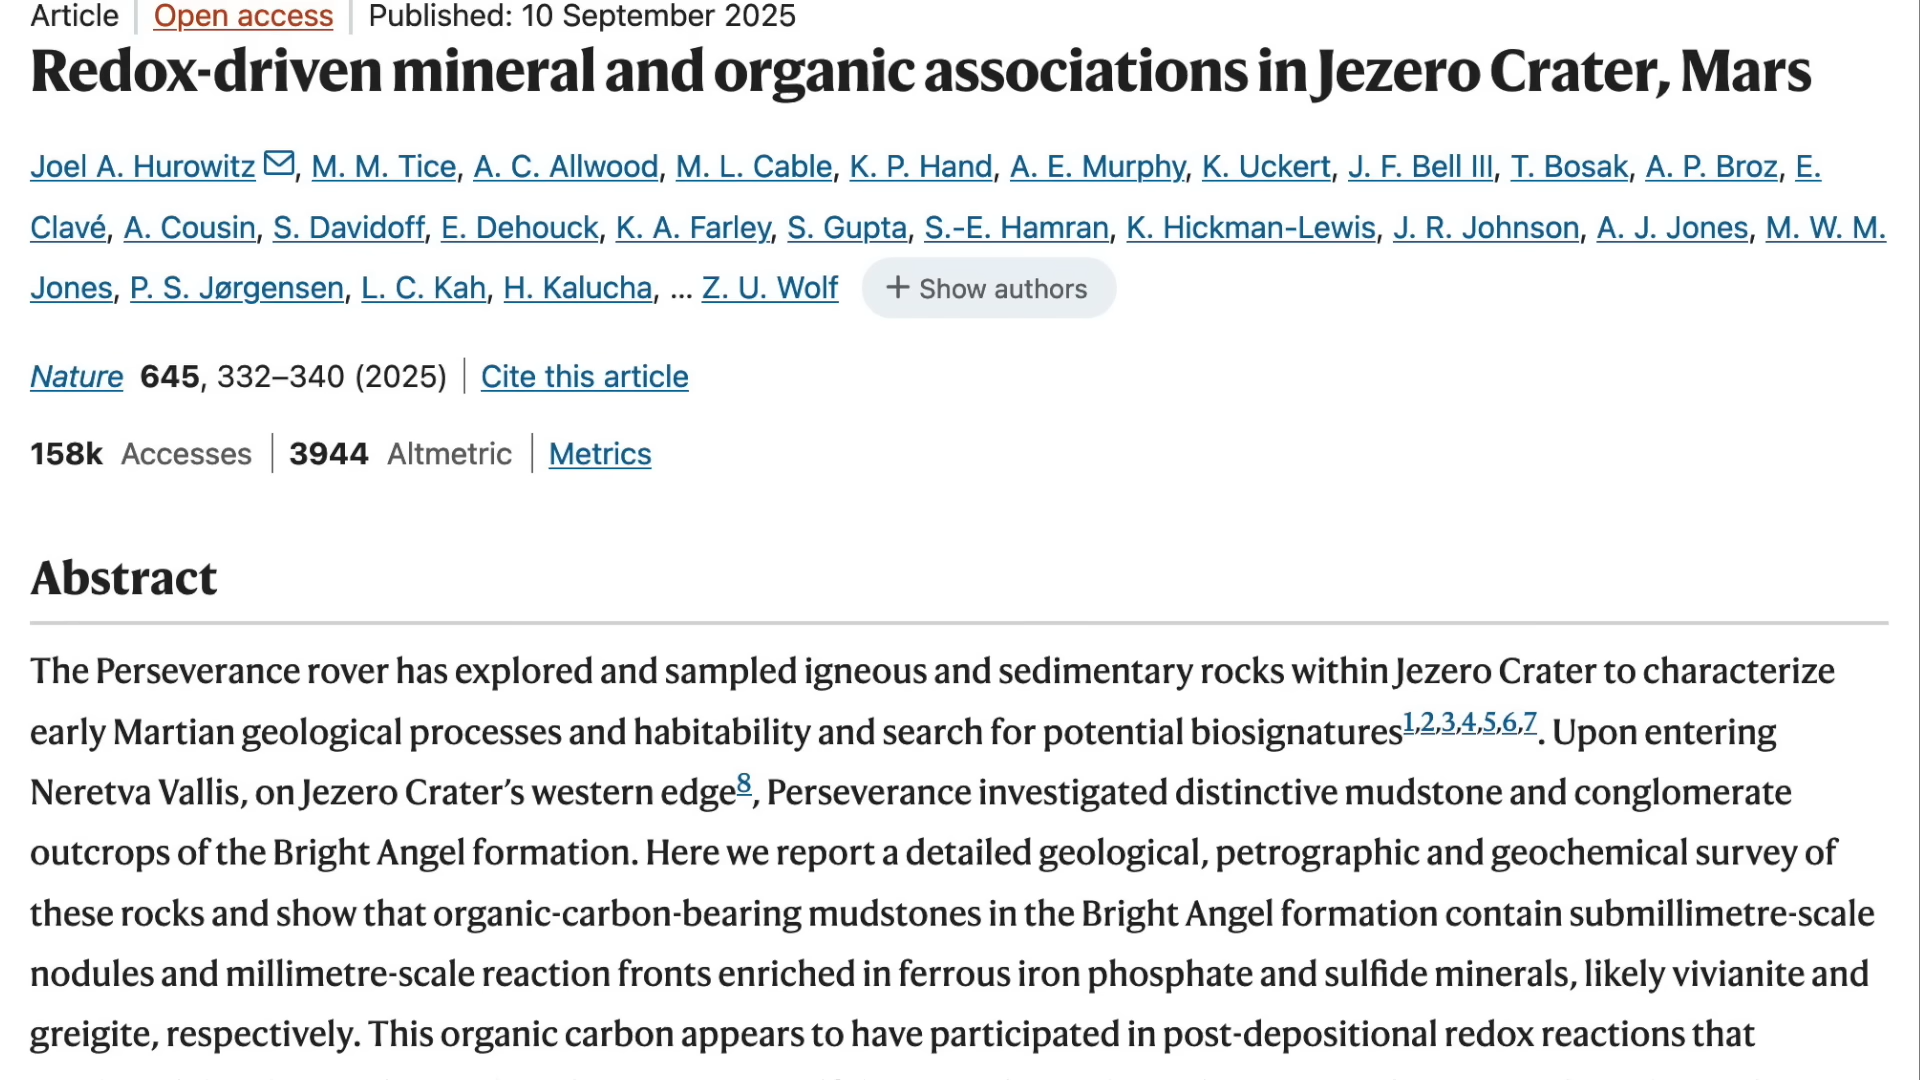 Article | Open access | Published: 10 September 2025
Redox-driven mineral and organic associations in Jezero Crater, Mars
Joel A. Hurowitz, M. M. Tice, A. C. Allwood, M. L. Cable, K. P. Hand, A. E. Murphy, K. Uckert, J. F. Bell III, T. Bosak, A. P. Broz, E.
Clavé, A. Cousin, S. Davidoff, E. Dehouck, K. A. Farley, S. Gupta, S.-E. Hamran, K. Hickman-Lewis, J. R. Johnson, A. J. Jones, M. W. M.
Jones, P. S. Jørgensen, L. C. Kah, H. Kalucha, ... Z. U. Wolf + Show authors
Nature 645, 332–340 (2025) | Cite this article
158k Accesses | 3944 Altmetric | Metrics
Abstract
The Perseverance rover has explored and sampled igneous and sedimentary rocks within Jezero Crater to characterize
early Martian geological processes and habitability and search for potential biosignatures1,2,3,4,5,6,7. Upon entering
Neretva Vallis, on Jezero Crater’s western edge8, Perseverance investigated distinctive mudstone and conglomerate
outcrops of the Bright Angel formation. Here we report a detailed geological, petrographic and geochemical survey of
these rocks and show that organic-carbon-bearing mudstones in the Bright Angel formation contain submillimetre-scale
nodules and millimetre-scale reaction fronts enriched in ferrous iron phosphate and sulfide minerals, likely vivianite and
greigite, respectively. This organic carbon appears to have participated in post-depositional redox reactions that